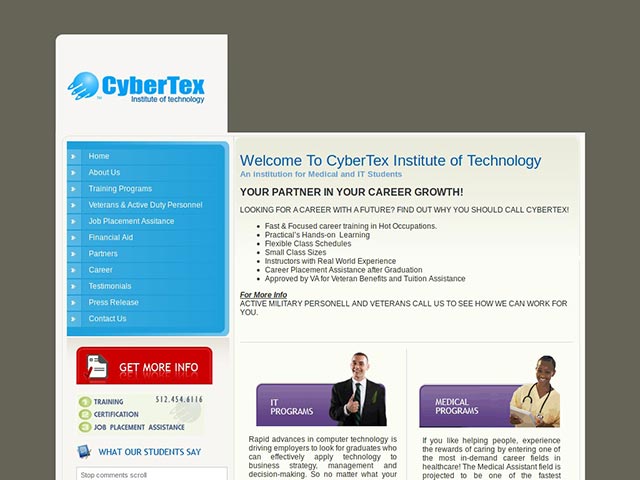 CyberTex
Institute of technology
Home
About Us
Training Programs
Veterans & Active Duty Personnel
Job Placement Assitance
Financial Aid
Partners
Career
Testimonials
Press Release
Contact Us
GET MORE INFO
1 TRAINING 512.454.6116
2 CERTIFICATION
3 JOB PLACEMENT ASSISTANCE
WHAT OUR STUDENTS SAY
Stop comments scroll
Welcome To CyberTex Institute of Technology
An institution for Medical and IT Students
YOUR PARTNER IN YOUR CAREER GROWTH!
LOOKING FOR A CAREER WITH A FUTURE? FIND OUT WHY YOU SHOULD CALL CYBERTEX!
Fast & Focused career training in Hot Occupations.
Practical's Hands-on Learning
Flexible Class Schedules
Small Class Sizes
Instructors with Real World Experience
Career Placement Assistance after Graduation
Approved by VA for Veteran Benefits and Tuition Assistance
For More Info
ACTIVE MILITARY PERSONELL AND VETERANS CALL US TO SEE HOW WE CAN WORK FOR
YOU.
IT
PROGRAMS
Rapid advances in computer technology is
driving employers to look for graduates who
can effectively apply technology to
business strategy, management and
decision-making. So no matter what your
MEDICAL
PROGRAMS
If you like helping people, experience
the rewards of caring by entering one of
the most in-demand career fields in
healthcare! The Medical Assistant field is
projected to be one of the fastest